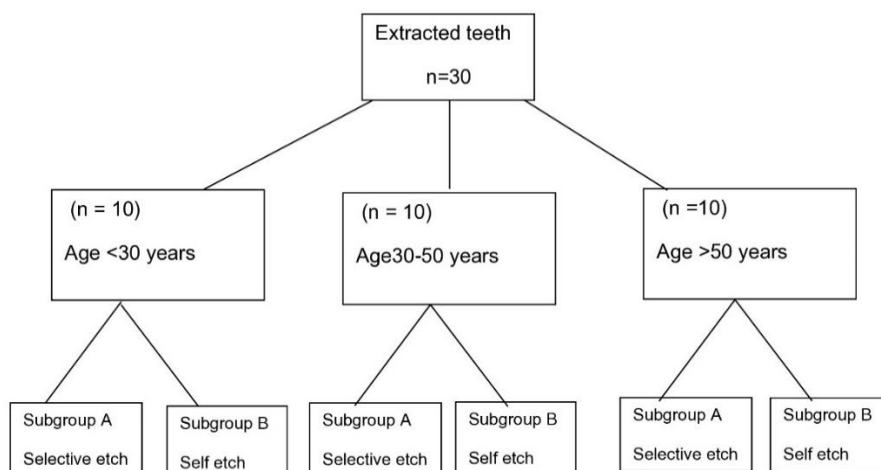 Extracted teeth
n=30
(n = 10)
Age <30 years
(n = 10)
Age30-50 years
(n =10)
Age >50 years
Subgroup A
Selective etch
Subgroup B
Self etch
Subgroup A
Selective etch
Subgroup B
Self etch
Subgroup A
Selective etch
Subgroup B
Self etch